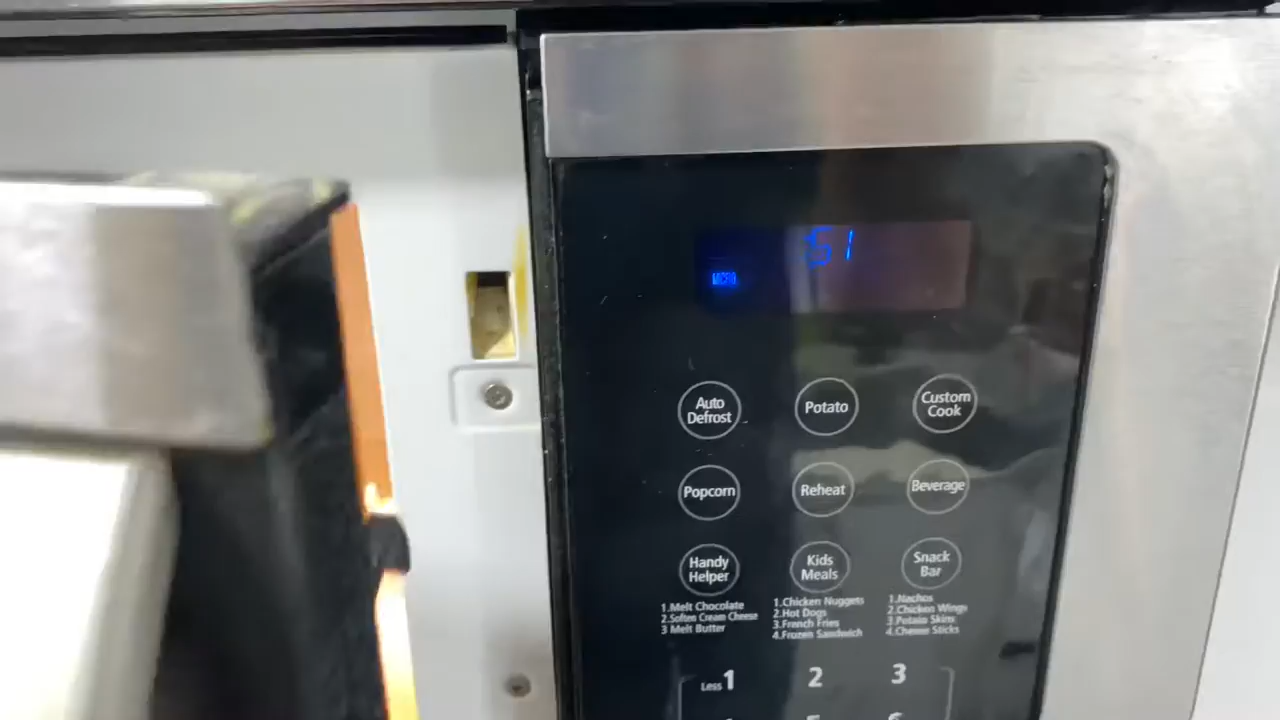 :51
MICRO
Auto
Defrost
Potato
Custom
Cook
Popcorn
Reheat
Beverage
Handy
Helper
Kids
Meals
Snack
Bar
1.Melt Chocolate
2.Soften Cream Cheese
3 Melt Butter
1.Chicken Nuggets
2.Hot Dogs
3.French Fries
4.Frozen Sandwich
1.Nachos
2.Chicken Wings
3.Potato Skins
4.Cheese Sticks
Less 1
2
3